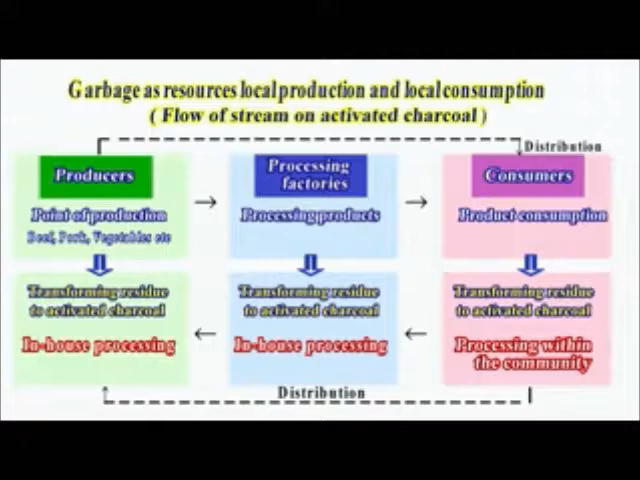 Garbage as resources local production and local consumption
( Flow of stream on activated charcoal )
Distribution
Producers
Point of production
Beef, Pork, Vegetables etc
Processing
factories
Processing products
Consumers
Product consumption
Transforming residue
to activated charcoal
In-house processing
Transforming residue
to activated charcoal
In-house processing
Transforming residue
to activated charcoal
Processing within
the community
Distribution